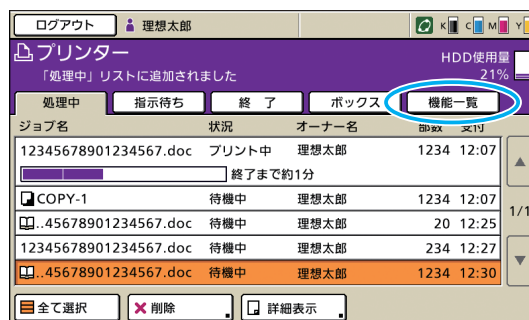 ログアウト 理想太郎 K C M Y
プリンター HDD使用量
「処理中」リストに追加されました 21%
処理中 指示待ち 終 了 ボックス 機能一覧
ジョブ名 状況 オーナー名 部数 受付
12345678901234567.doc プリント中 理想太郎 1234 12:07
終了まで約1分
COPY-1 待機中 理想太郎 1234 12:07
1/1
..45678901234567.doc 待機中 理想太郎 20 12:25
12345678901234567.doc 待機中 理想太郎 234 12:27
..45678901234567.doc 待機中 理想太郎 1234 12:30
全て選択 削除 詳細表示